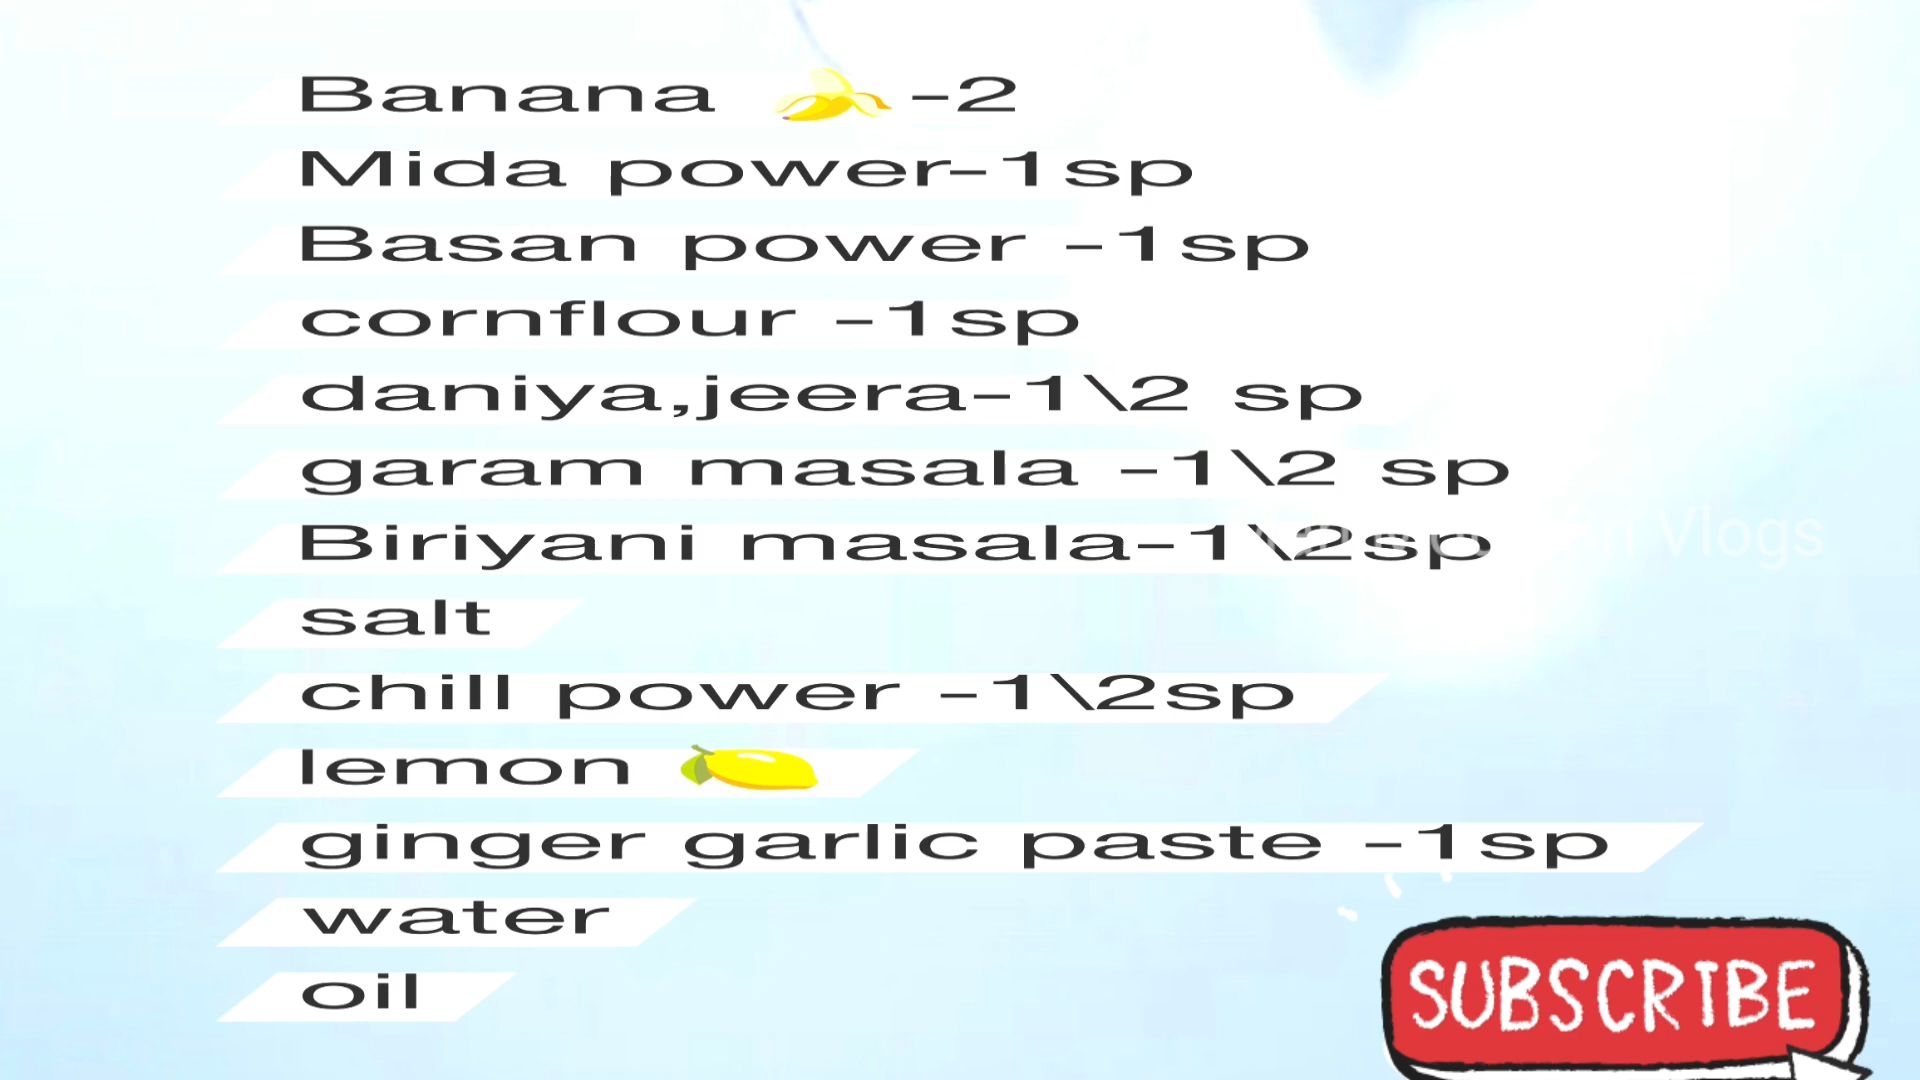 Banana 🍌 -2
Mida power-1sp
Basan power -1sp
cornflour -1sp
daniya,jeera-1\2 sp
garam masala -1\2 sp
Biriyani masala-1\2sp
Vlogs
salt
chill power -1\2sp
lemon 🍋
ginger garlic paste -1sp
water
oil
SUBSCRIBE